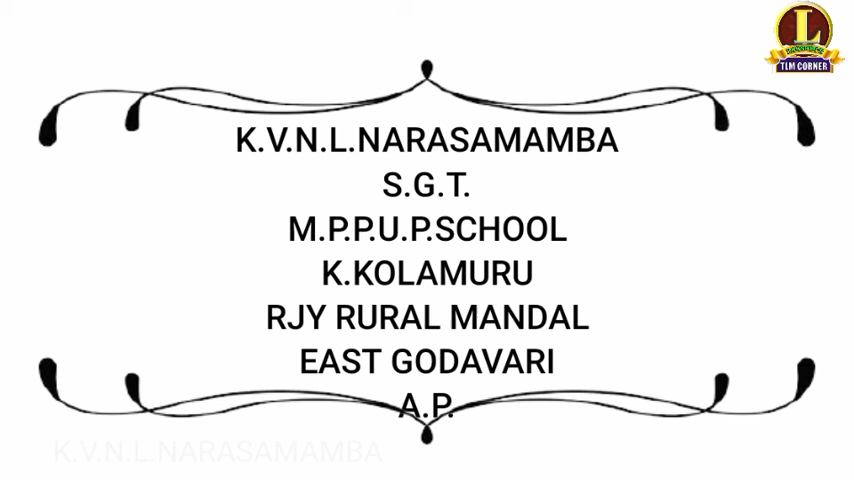 L
TLM CORNER
K.V.N.L.NARASAMAMBA
S.G.T.
M.P.P.U.P.SCHOOL
K.KOLAMURU
RJY RURAL MANDAL
EAST GODAVARI
A.P.
K.V.N.L.NARASAMAMBA